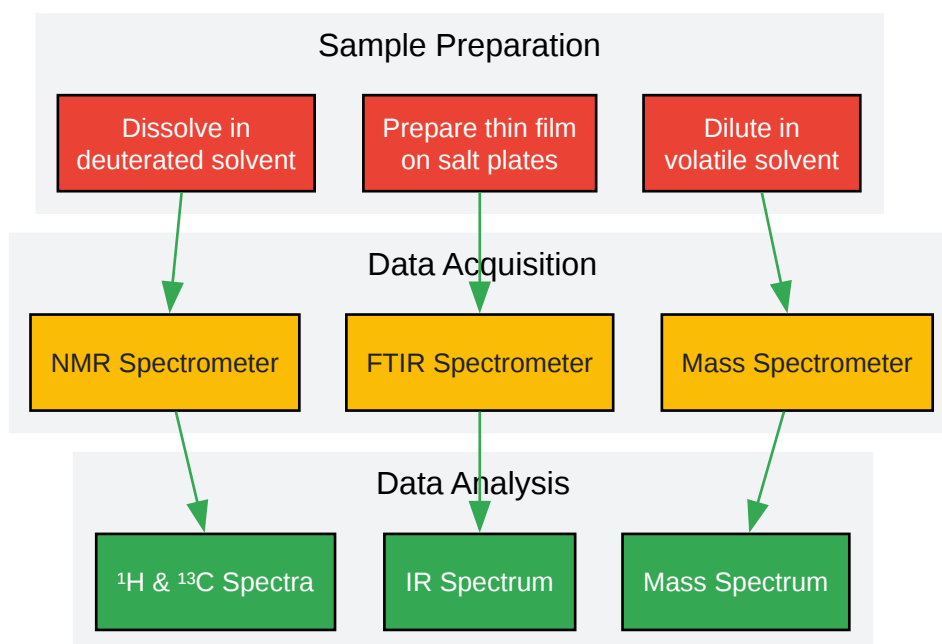 Sample Preparation
Dissolve in
deuterated solvent
Prepare thin film
on salt plates
Dilute in
volatile solvent
Data Acquisition
NMR Spectrometer
FTIR Spectrometer
Mass Spectrometer
Data Analysis
¹H & ¹³C Spectra
IR Spectrum
Mass Spectrum